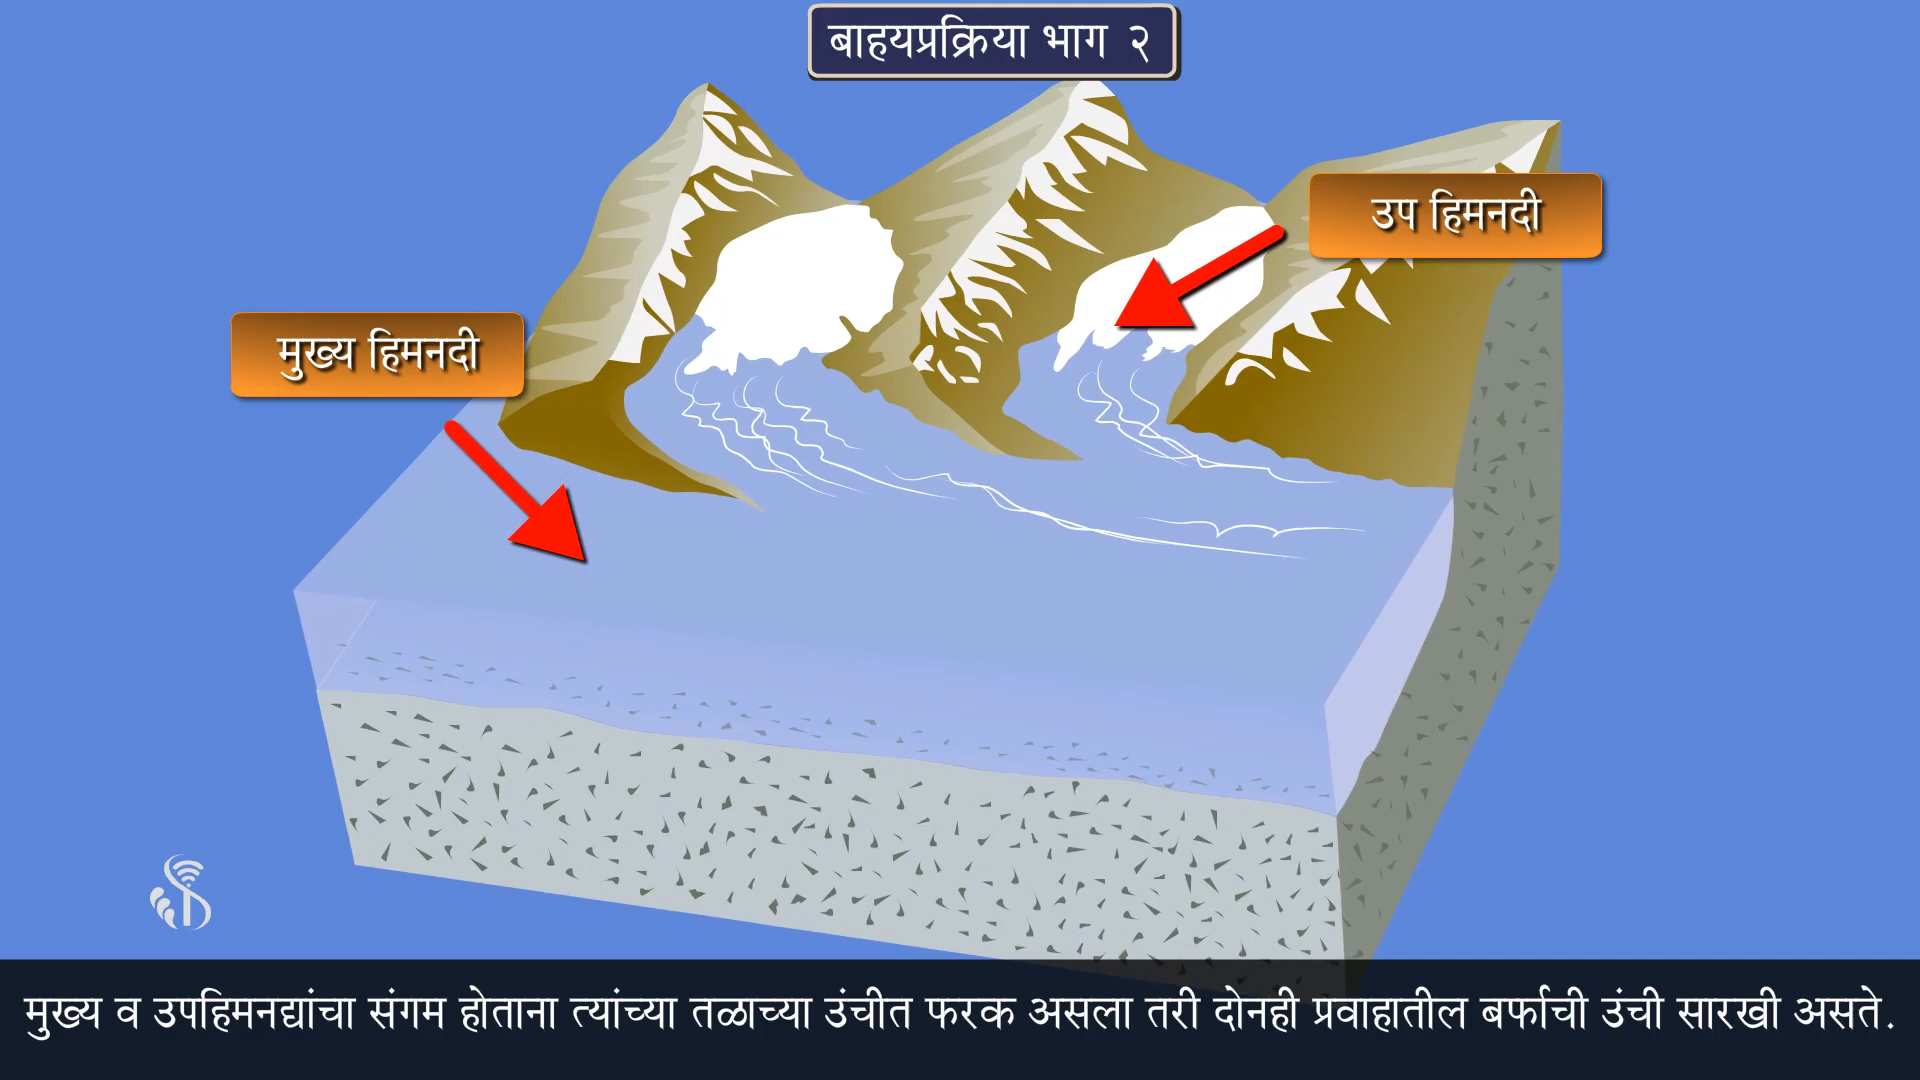 बाहयप्रक्रिया भाग २
उप हिमनदी
मुख्य हिमनदी
मुख्य व उपहिमनद्यांचा संगम होताना त्यांच्या तळाच्या उंचीत फरक असला तरी दोनही प्रवाहातील बर्फाची उंची सारखी असते.